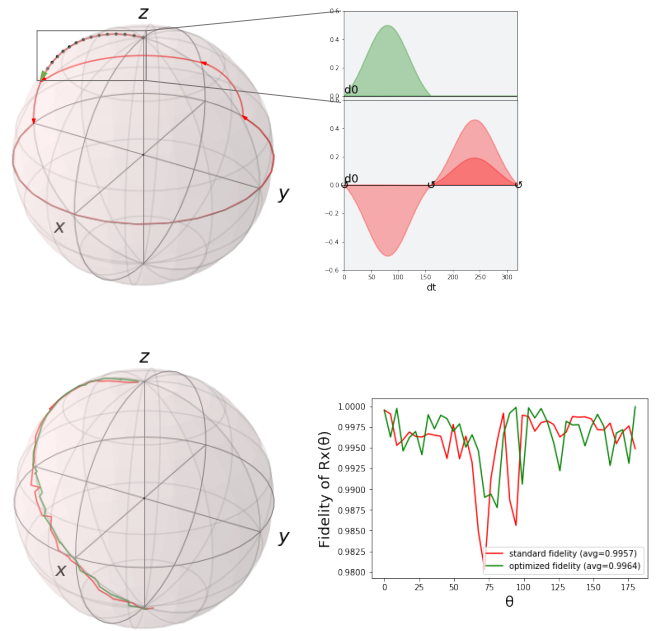 z
y
x
0.6
0.4
0.2
0.0
d0
0.6
0.4
0.2
0.0
d0
−0.2
−0.4
−0.6
0 50 100 150 200 250 300
dt
z
y
x
1.0000
0.9975
0.9950
0.9925
0.9900
0.9875
0.9850
0.9825
0.9800
Fidelity of Rx(θ)
standard fidelity (avg=0.9957)
optimized fidelity (avg=0.9964)
0 25 50 75 100 125 150 175
θ